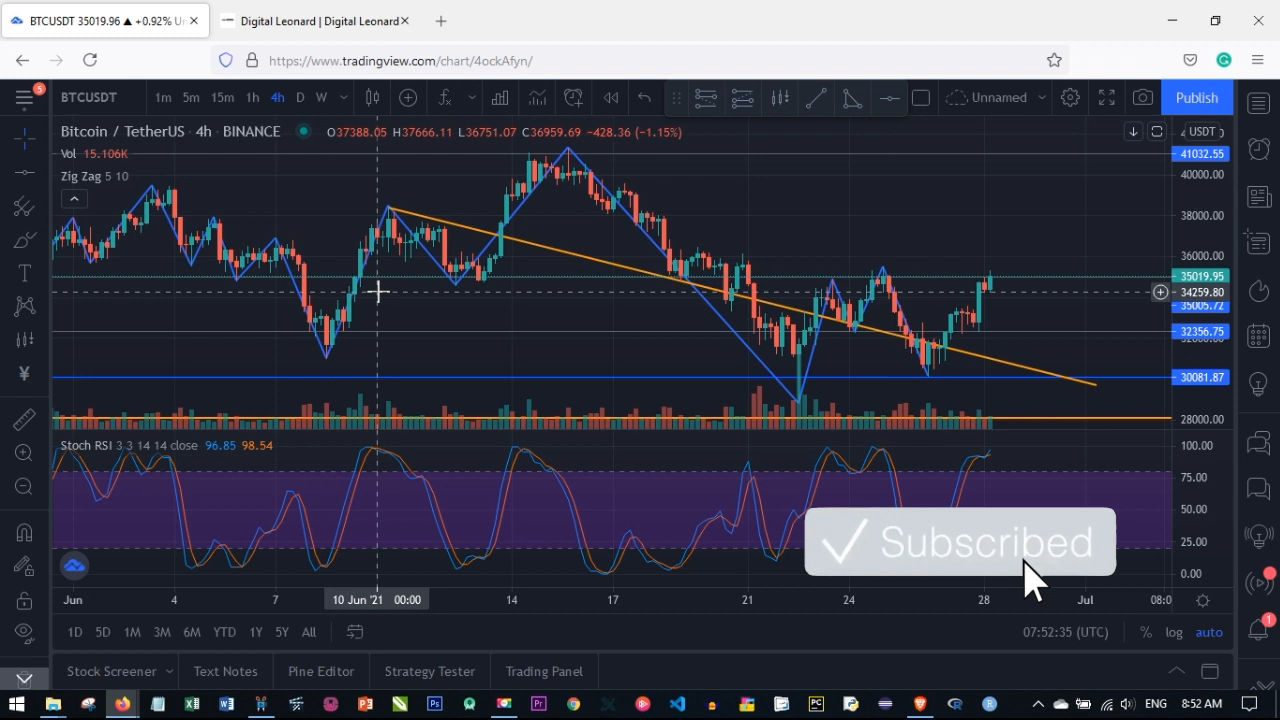 BTCUSDT 35019.96 ▲ +0.92% Un
Digital Leonard | Digital Leonard
https://www.tradingview.com/chart/4ockAfyn/
5
BTCUSDT 1m 5m 15m 1h 4h D W Unnamed Publish
Bitcoin / TetherUS · 4h · BINANCE O37388.05 H37666.11 L36751.07 C36959.69 -428.36 (-1.15%) USDT
Vol 15.106K
41032.55
Zig Zag 5 10
40000.00
38000.00
36000.00
35019.95
34259.80
35005.72
32356.75
32000.00
30081.87
28000.00
Stoch RSI 3 3 14 14 close 96.85 98.54
100.00
75.00
50.00
25.00
0.00
Subscribed
Jun 4 7 10 Jun '21 00:00 14 17 21 24 28 Jul 08:0
1D 5D 1M 3M 6M YTD 1Y 5Y All 07:52:35 (UTC) % log auto
1
Stock Screener Text Notes Pine Editor Strategy Tester Trading Panel
ENG 8:52 AM